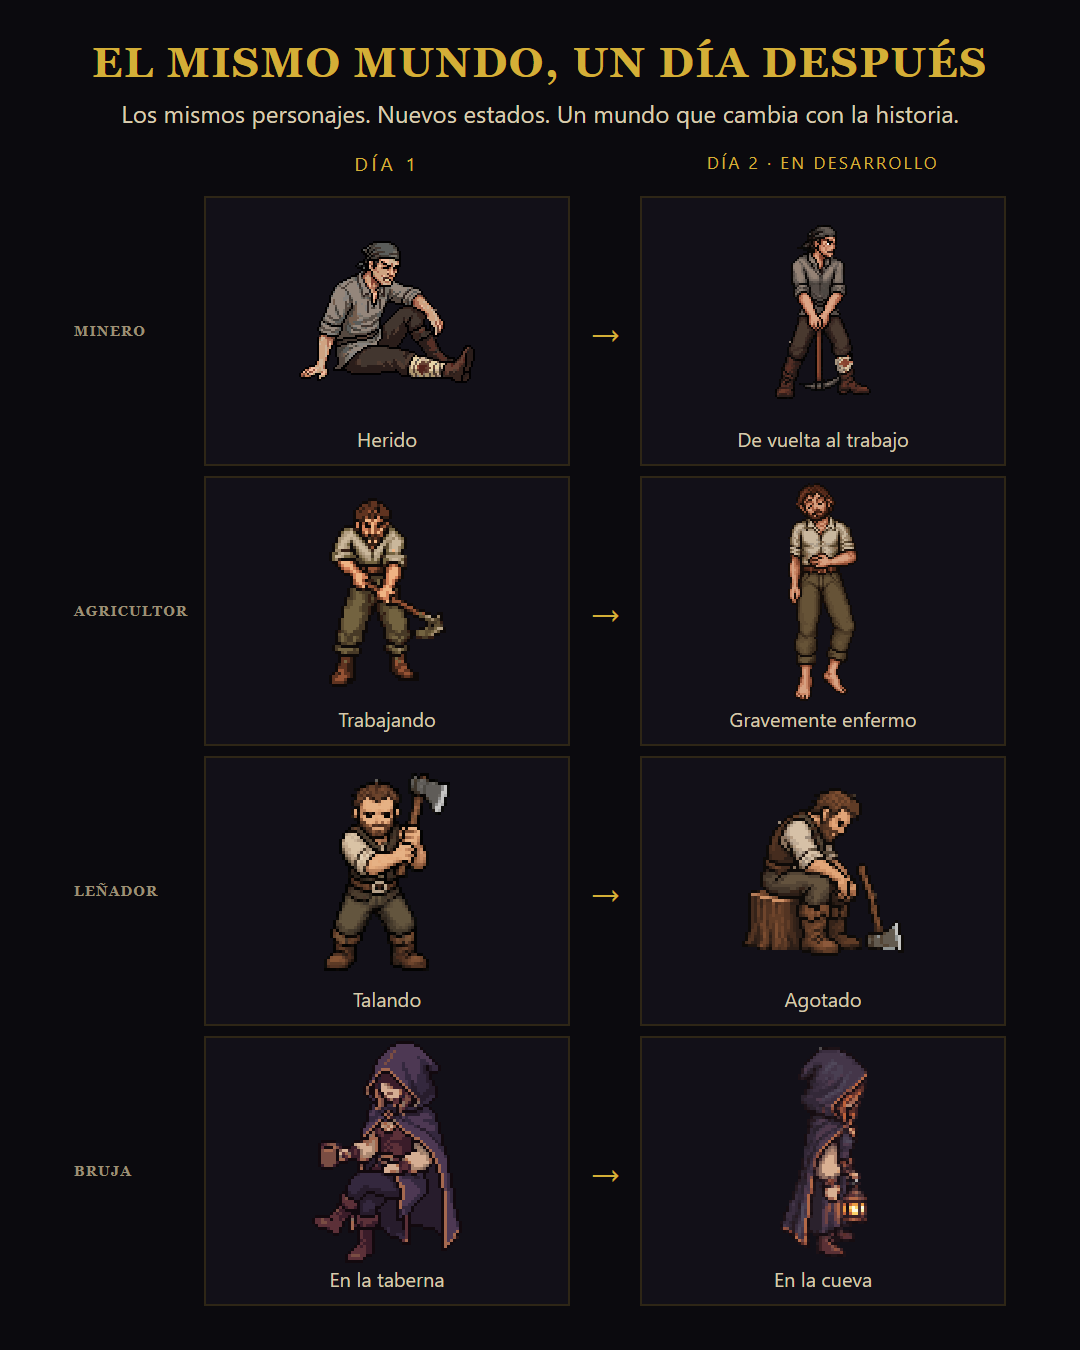 EL MISMO MUNDO, UN DÍA DESPUÉS
Los mismos personajes. Nuevos estados. Un mundo que cambia con la historia.
DÍA 1
DÍA 2 · EN DESARROLLO
MINERO
Herido
→
De vuelta al trabajo
AGRICULTOR
Trabajando
→
Gravemente enfermo
LEÑADOR
Talando
→
Agotado
BRUJA
En la taberna
→
En la cueva